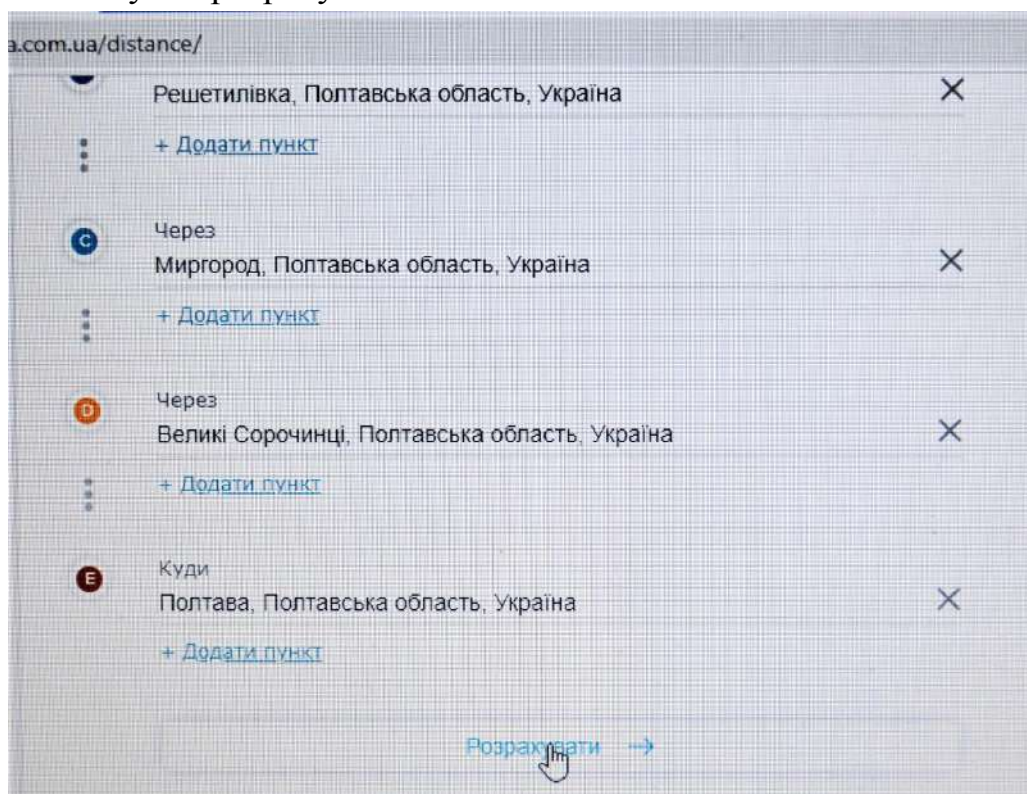 a.com.ua/distance/
Решетилівка, Полтавська область, Україна
+ Додати пункт
C
Через
Миргород, Полтавська область, Україна
+ Додати пункт
D
Через
Великі Сорочинці, Полтавська область, Україна
+ Додати пункт
E
Куди
Полтава, Полтавська область, Україна
+ Додати пункт
Розрахувати →